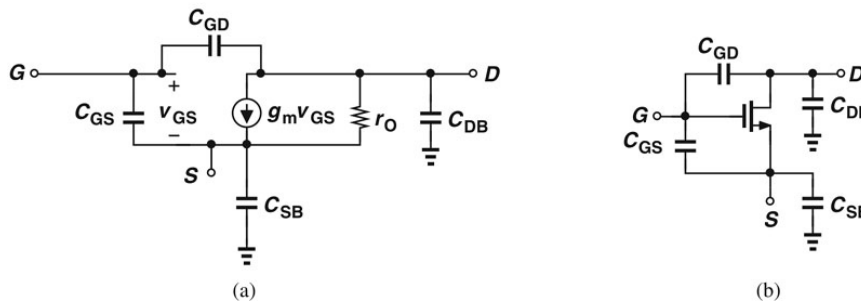 C_GD
G
+
D
C_GS
v_GS
g_m v_GS
r_O
C_DB
−
S
C_SB
(a)
C_GD
D
G
C_GS
S
(b)